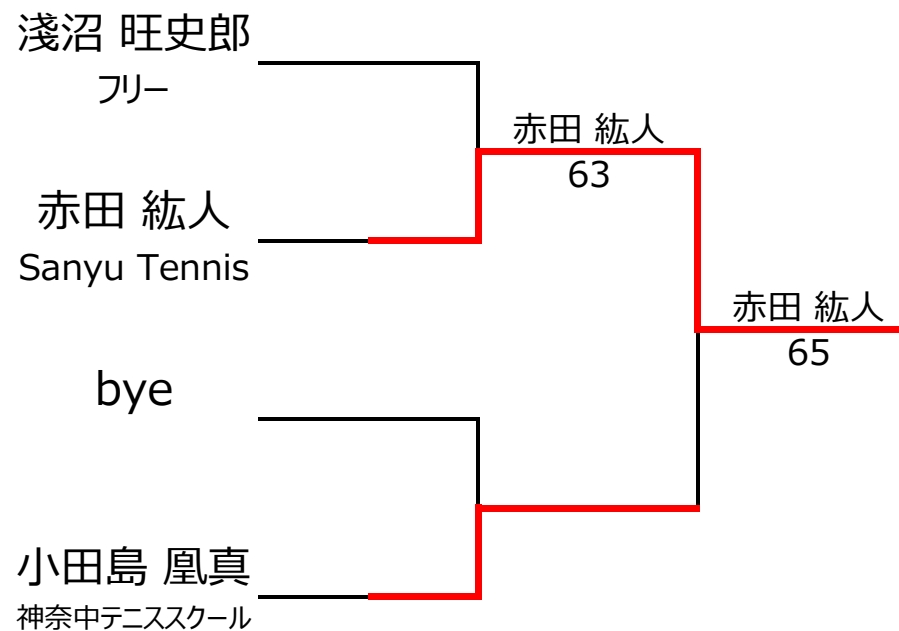 淺沼 旺史郎
フリー
赤田 紘人
63
赤田 紘人
Sanyu Tennis
赤田 紘人
65
bye
小田島 凰真
神奈中テニススクール